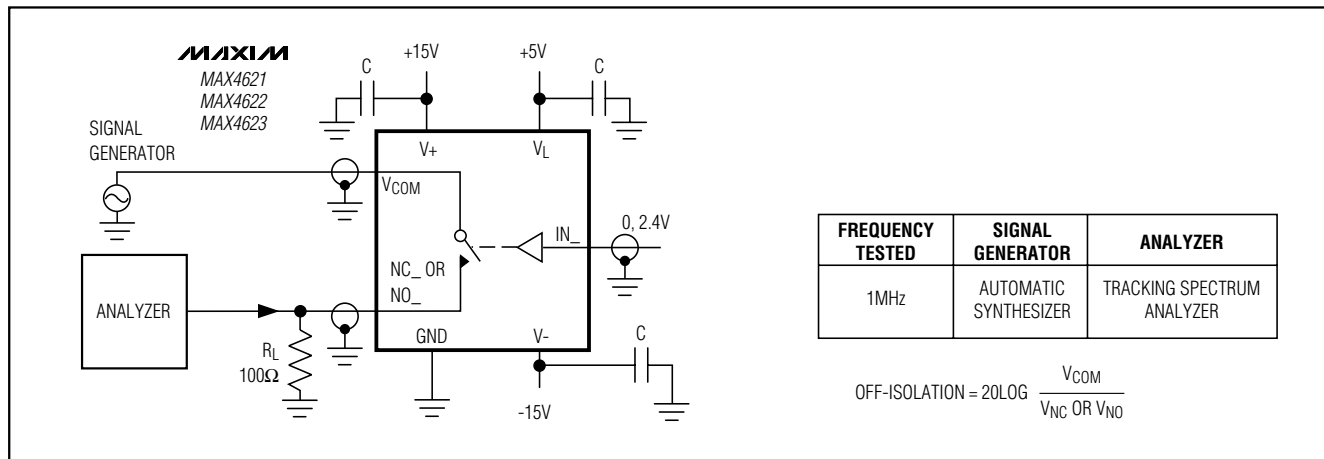 MAXIM
MAX4621
MAX4622
MAX4623
+15V
+5V
C
C
SIGNAL
GENERATOR
V+
VL
VCOM
IN_
0, 2.4V
NC_ OR
NO_
ANALYZER
RL
100Ω
GND
V-
C
-15V
FREQUENCY
TESTED
SIGNAL
GENERATOR
ANALYZER
1MHz
AUTOMATIC
SYNTHESIZER
TRACKING SPECTRUM
ANALYZER
OFF-ISOLATION = 20LOG VCOM
VNC OR VNO